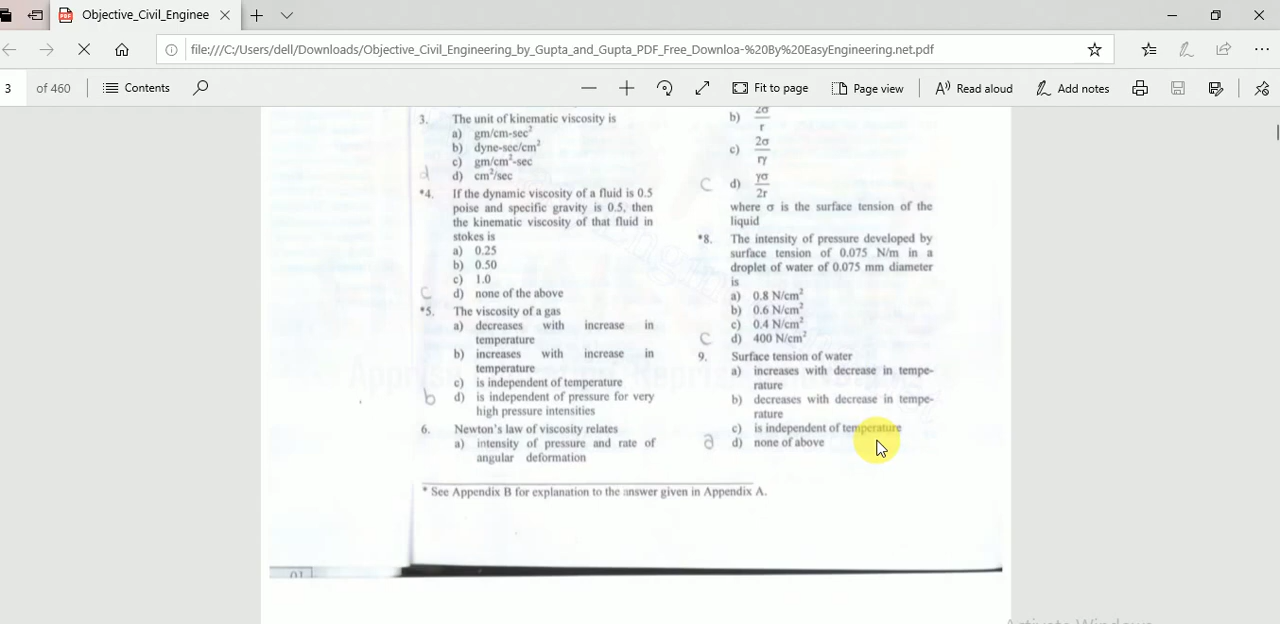 Objective_Civil_Enginee
file:///C:/Users/dell/Downloads/Objective_Civil_Engineering_by_Gupta_and_Gupta_PDF_Free_Downloa-%20By%20EasyEngineering.net.pdf
3 of 460 Contents Fit to page Page view Read aloud Add notes
3. The unit of kinematic viscosity is
a) gm/cm-sec²
b) dyne-sec/cm²
c) gm/cm²-sec
d d) cm²/sec
*4. If the dynamic viscosity of a fluid is 0.5
poise and specific gravity is 0.5, then
the kinematic viscosity of that fluid in
stokes is
a) 0.25
b) 0.50
c) 1.0
c d) none of the above
*5. The viscosity of a gas
a) decreases with increase in
temperature
b) increases with increase in
temperature
c) is independent of temperature
b d) is independent of pressure for very
high pressure intensities
6. Newton's law of viscosity relates
a) intensity of pressure and rate of
angular deformation
b) 2σ
r
c) 2σ
rγ
c d) γσ
2r
where σ is the surface tension of the
liquid
*8. The intensity of pressure developed by
surface tension of 0.075 N/m in a
droplet of water of 0.075 mm diameter
is
a) 0.8 N/cm²
b) 0.6 N/cm²
c) 0.4 N/cm²
c d) 400 N/cm²
9. Surface tension of water
a) increases with decrease in tempe-
rature
b) decreases with decrease in tempe-
rature
c) is independent of temperature
a d) none of above
* See Appendix B for explanation to the answer given in Appendix A.